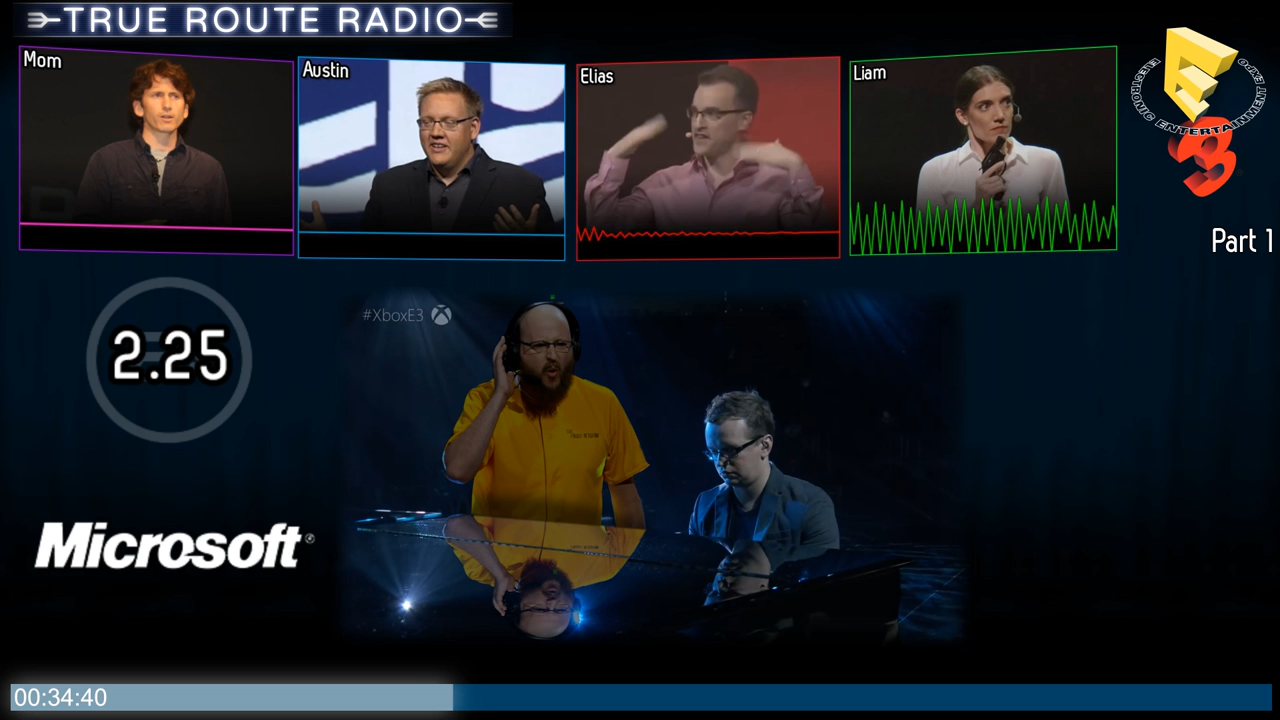 TRUE ROUTE RADIO
Mom
Austin
Elias
Liam
E3
ELECTRONIC ENTERTAINMENT EXPO
Part 1
2.25
#XboxE3
Microsoft®
00:34:40